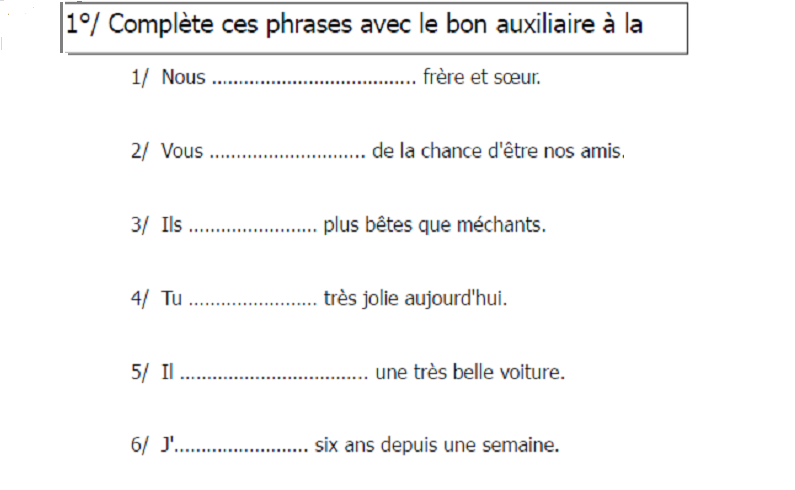 1°/ Complète ces phrases avec le bon auxiliaire à la
1/ Nous ...................................... frère et sœur.
2/ Vous ............................. de la chance d'être nos amis.
3/ Ils ........................ plus bêtes que méchants.
4/ Tu ........................ très jolie aujourd'hui.
5/ Il ................................... une très belle voiture.
6/ J'......................... six ans depuis une semaine.